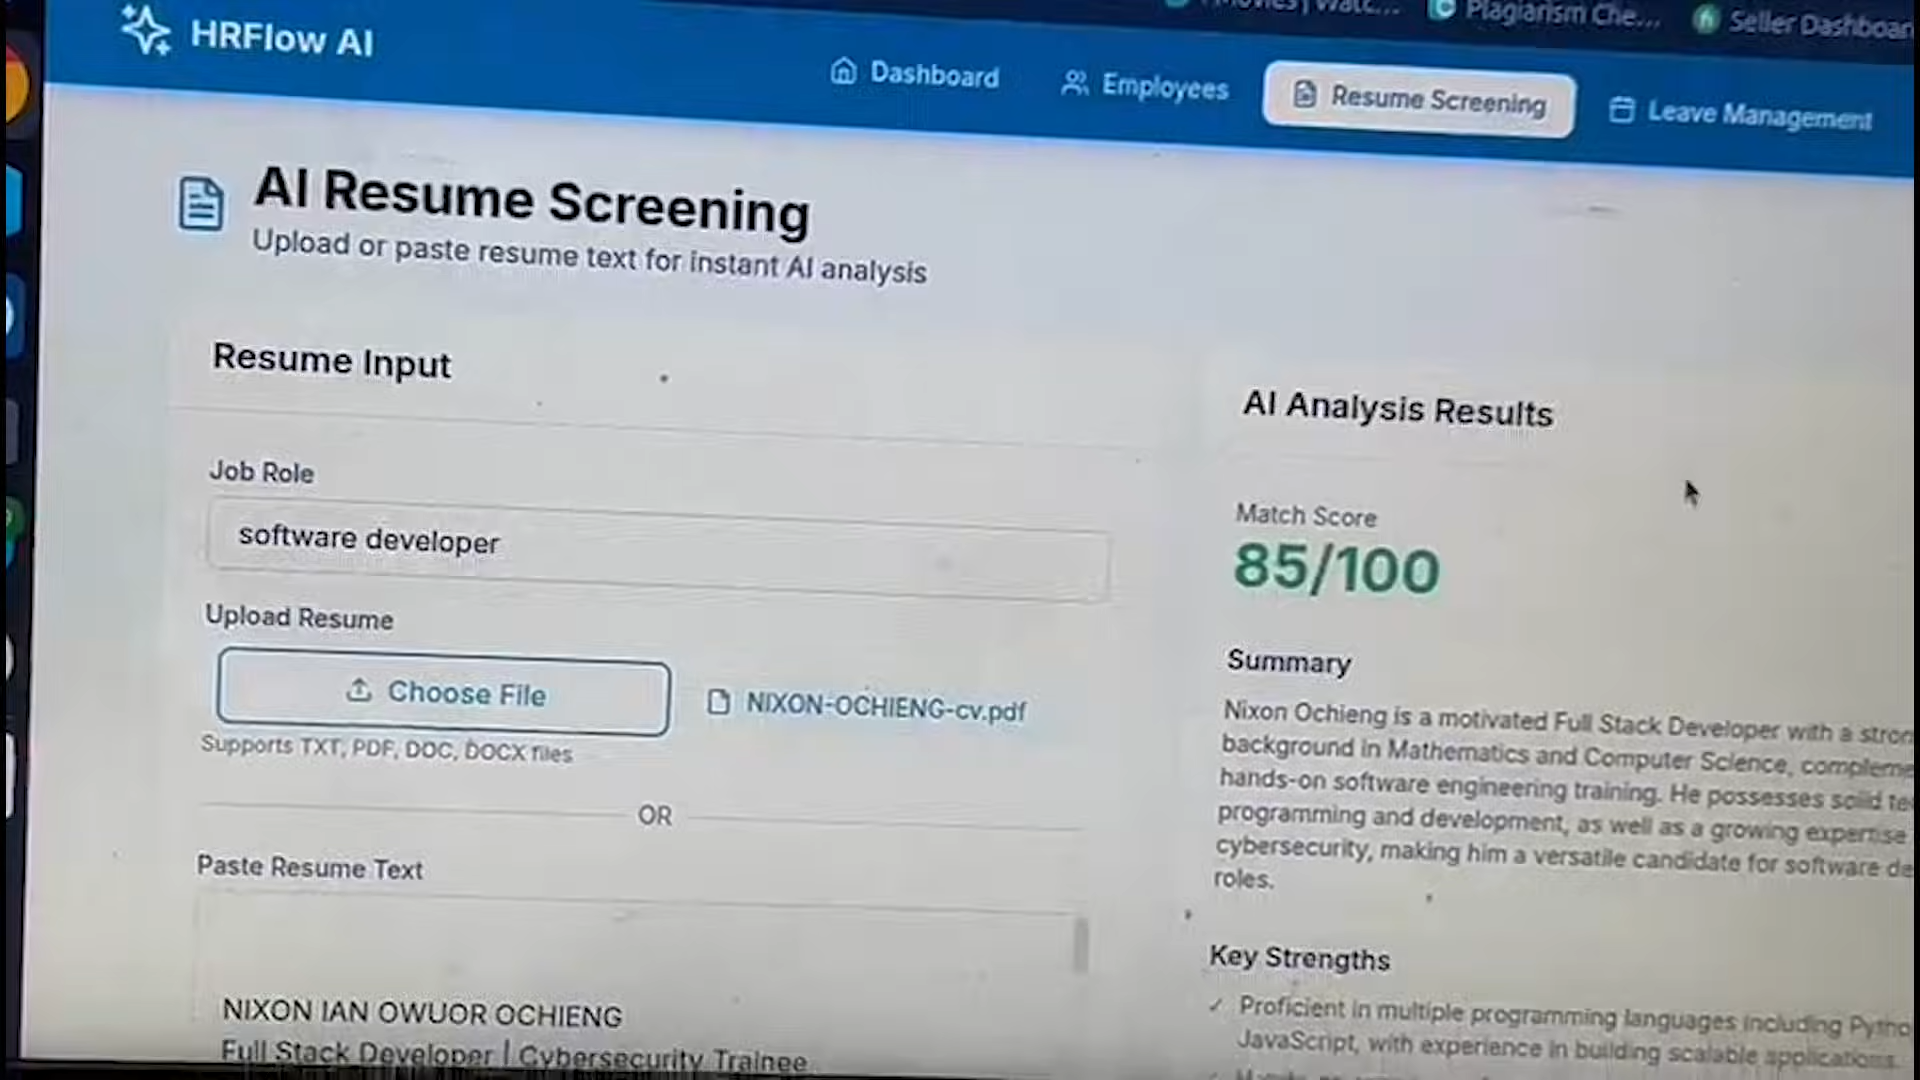 Plagiarism Che...
Seller Dashboar
HRFlow AI
Dashboard
Employees
Resume Screening
Leave Management
AI Resume Screening
Upload or paste resume text for instant AI analysis
Resume Input
Job Role
software developer
Upload Resume
Choose File
NIXON-OCHIENG-cv.pdf
Supports TXT, PDF, DOC, DOCX files
OR
Paste Resume Text
NIXON IAN OWUOR OCHIENG
Full Stack Developer | Cybersecurity Trainee
AI Analysis Results
Match Score
85/100
Summary
Nixon Ochieng is a motivated Full Stack Developer with a stron
background in Mathematics and Computer Science, compleme
hands-on software engineering training. He possesses solid te
programming and development, as well as a growing expertise
cybersecurity, making him a versatile candidate for software de
roles.
Key Strengths
✓ Proficient in multiple programming languages including Pytho
JavaScript, with experience in building scalable applications.